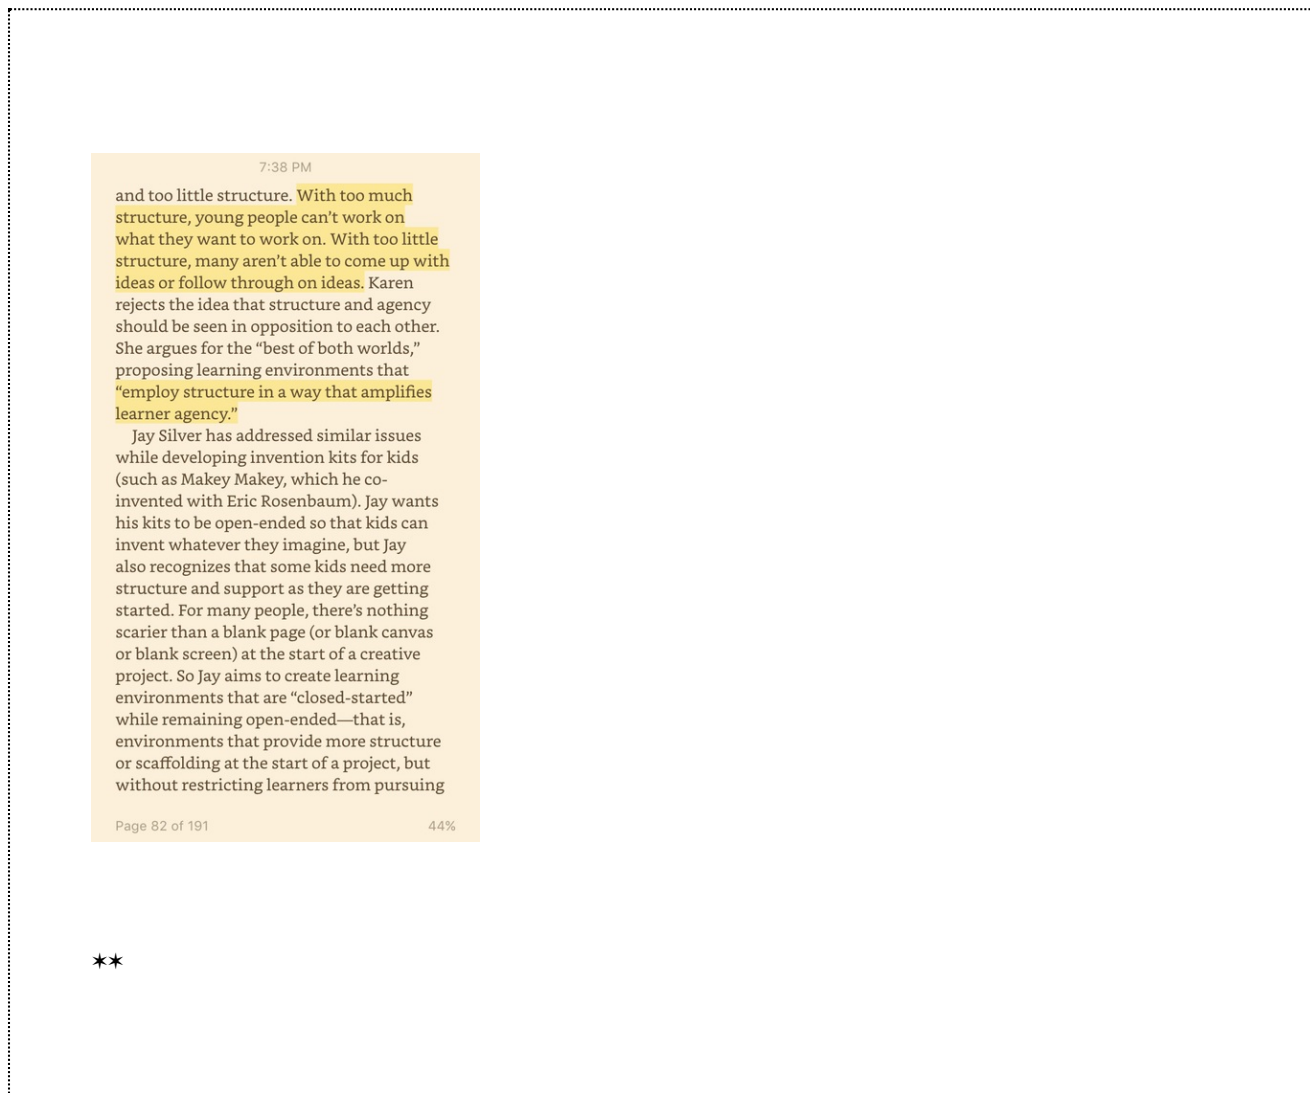 7:38 PM
and too little structure. With too much
structure, young people can’t work on
what they want to work on. With too little
structure, many aren’t able to come up with
ideas or follow through on ideas. Karen
rejects the idea that structure and agency
should be seen in opposition to each other.
She argues for the “best of both worlds,”
proposing learning environments that
“employ structure in a way that amplifies
learner agency.”
Jay Silver has addressed similar issues
while developing invention kits for kids
(such as Makey Makey, which he co-
invented with Eric Rosenbaum). Jay wants
his kits to be open-ended so that kids can
invent whatever they imagine, but Jay
also recognizes that some kids need more
structure and support as they are getting
started. For many people, there’s nothing
scarier than a blank page (or blank canvas
or blank screen) at the start of a creative
project. So Jay aims to create learning
environments that are “closed-started”
while remaining open-ended—that is,
environments that provide more structure
or scaffolding at the start of a project, but
without restricting learners from pursuing
Page 82 of 191 44%
✶✶